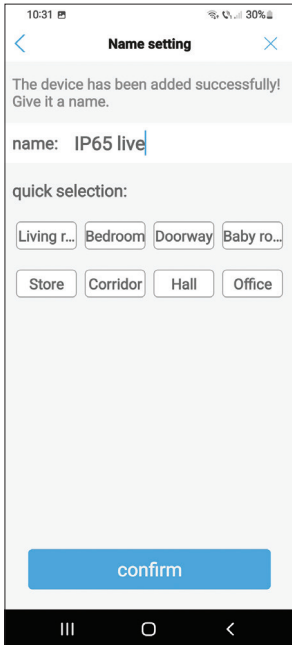 10:31 30%
Name setting
The device has been added successfully!
Give it a name.
name: IP65 live
quick selection:
Living r... Bedroom Doorway Baby ro...
Store Corridor Hall Office
confirm